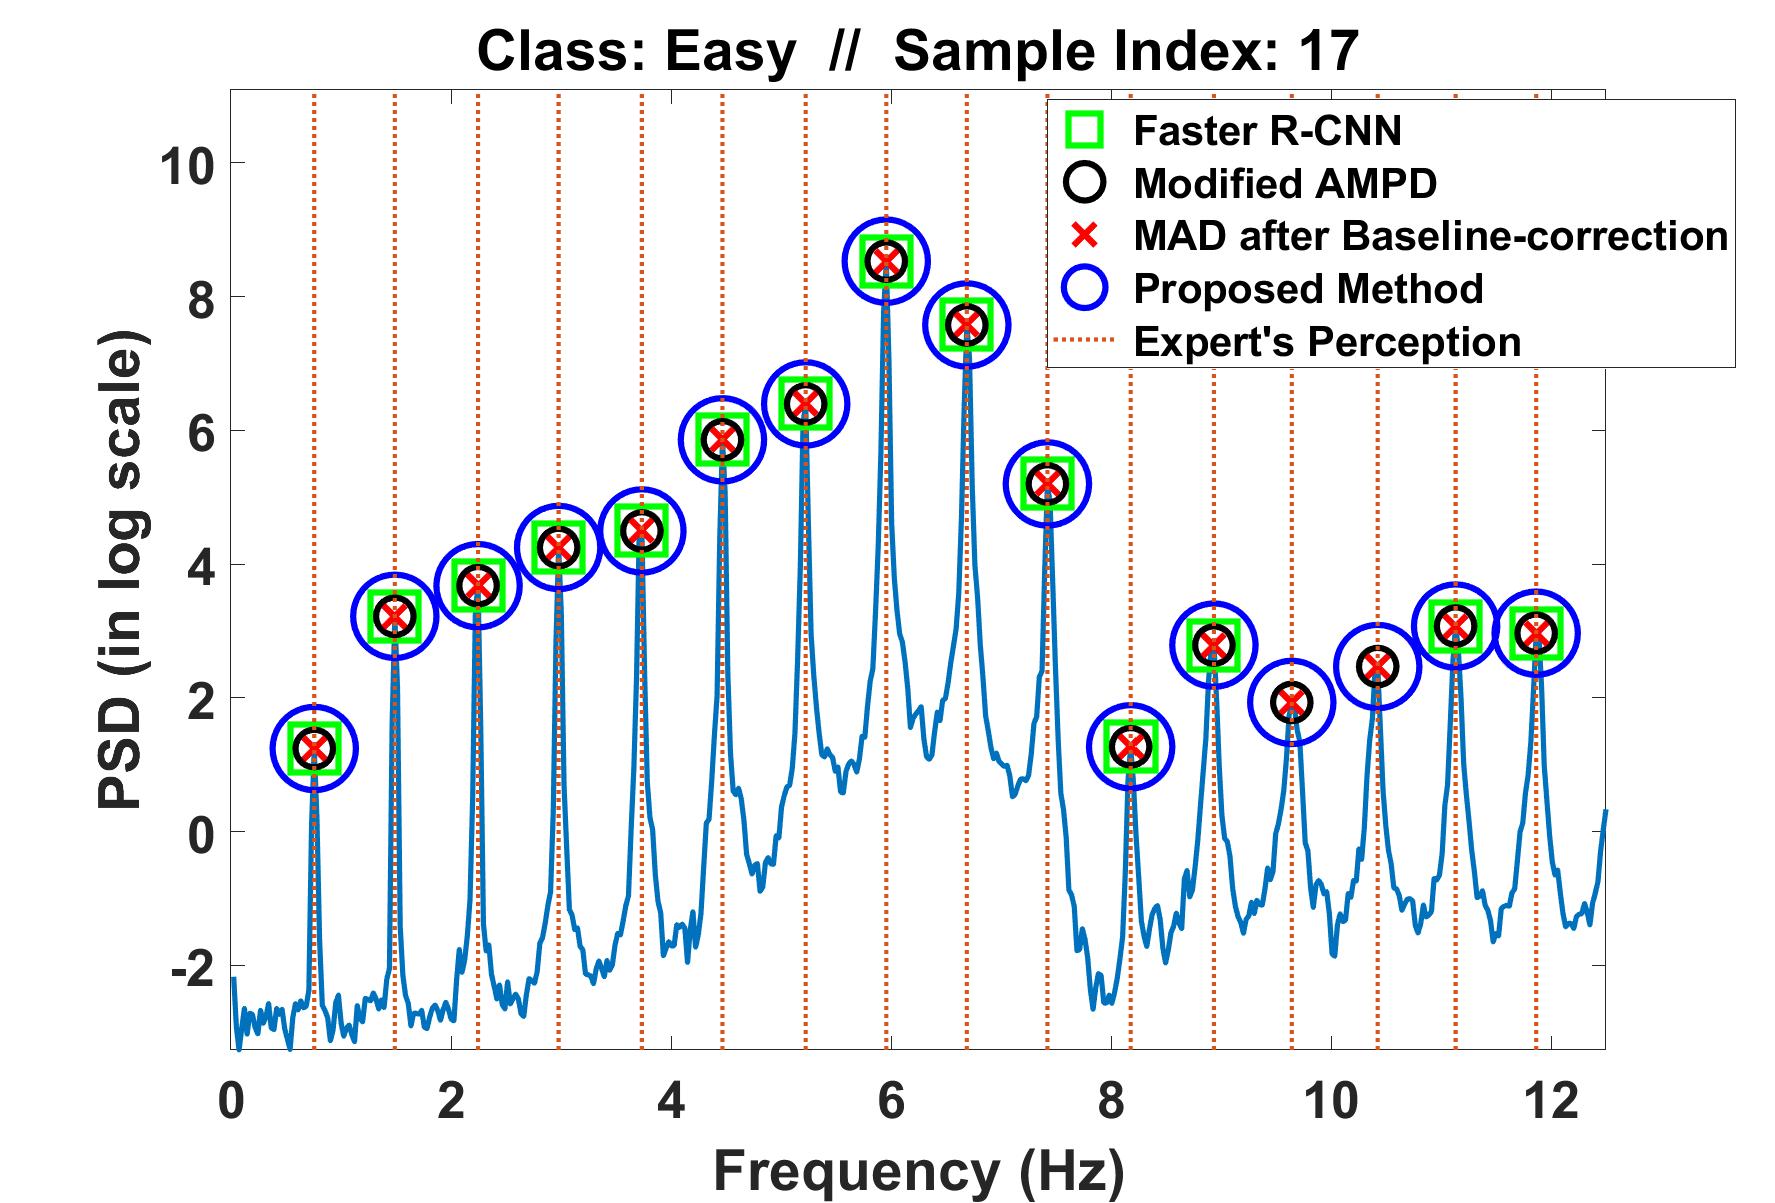 Class: Easy // Sample Index: 17
Faster R-CNN
Modified AMPD
MAD after Baseline-correction
Proposed Method
Expert's Perception
PSD (in log scale)
10
8
6
4
2
0
-2
0 2 4 6 8 10 12
Frequency (Hz)